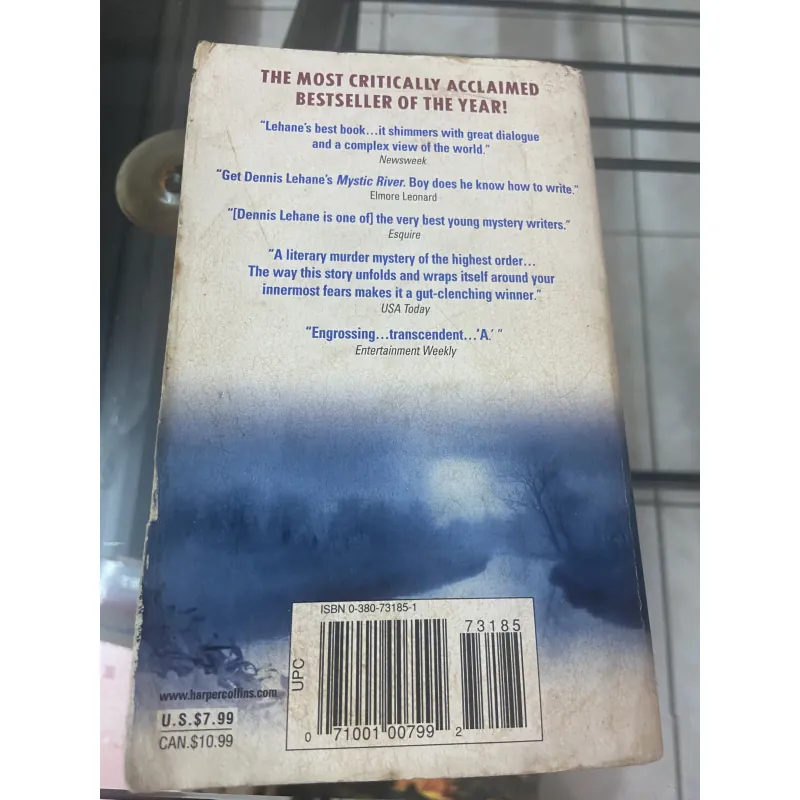 THE MOST CRITICALLY ACCLAIMED
BESTSELLER OF THE YEAR!
"Lehane's best book...it shimmers with great dialogue
and a complex view of the world."
Newsweek
"Get Dennis Lehane's Mystic River. Boy does he know how to write."
Elmore Leonard
"[Dennis Lehane is one of] the very best young mystery writers."
Esquire
"A literary murder mystery of the highest order...
The way this story unfolds and wraps itself around your
innermost fears makes it a gut-clenching winner."
USA Today
"Engrossing...transcendent...'A.' "
Entertainment Weekly
ISBN 0-380-73185-1
73185
UPC
0 71001 00799 2
www.harpercollins.com
U.S.$7.99
CAN.$10.99